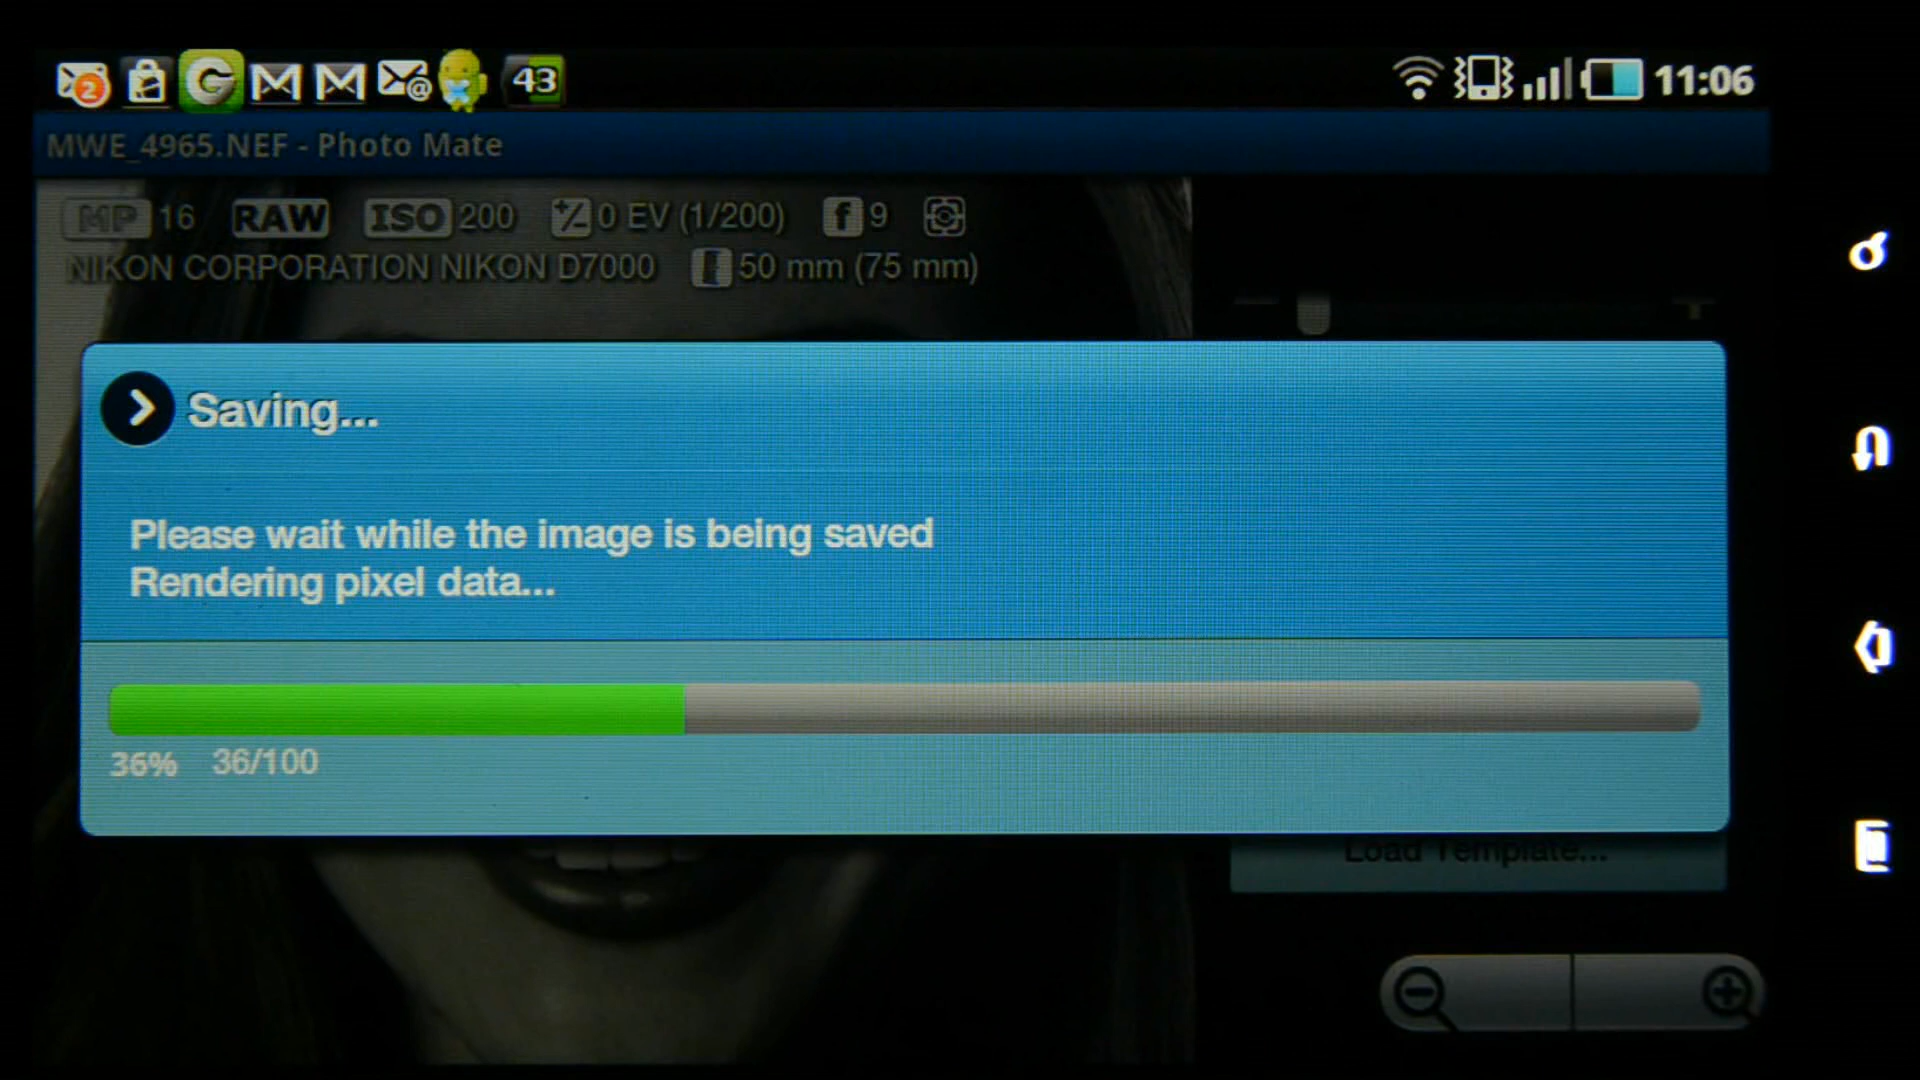 2 43 11:06
MWE_4965.NEF - Photo Mate
MP 16 RAW ISO 200 0 EV (1/200) f 9
NIKON CORPORATION NIKON D7000 50 mm (75 mm)
Saving...
Please wait while the image is being saved
Rendering pixel data...
36% 36/100
Load Template...